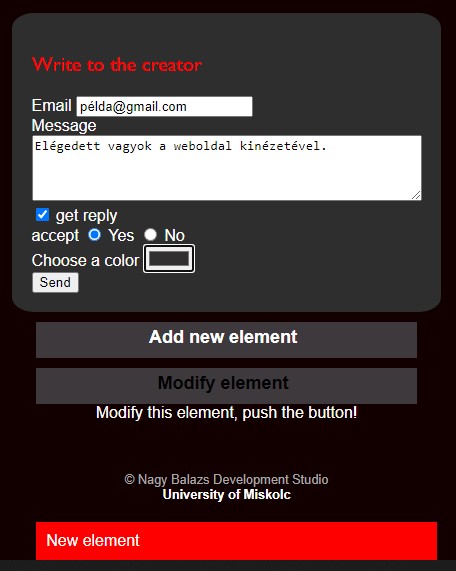 Write to the creator
Email példa@gmail.com
Message
Elégedett vagyok a weboldal kinézetével.
get reply
accept Yes No
Choose a color
Send
Add new element
Modify element
Modify this element, push the button!
© Nagy Balazs Development Studio
University of Miskolc
New element